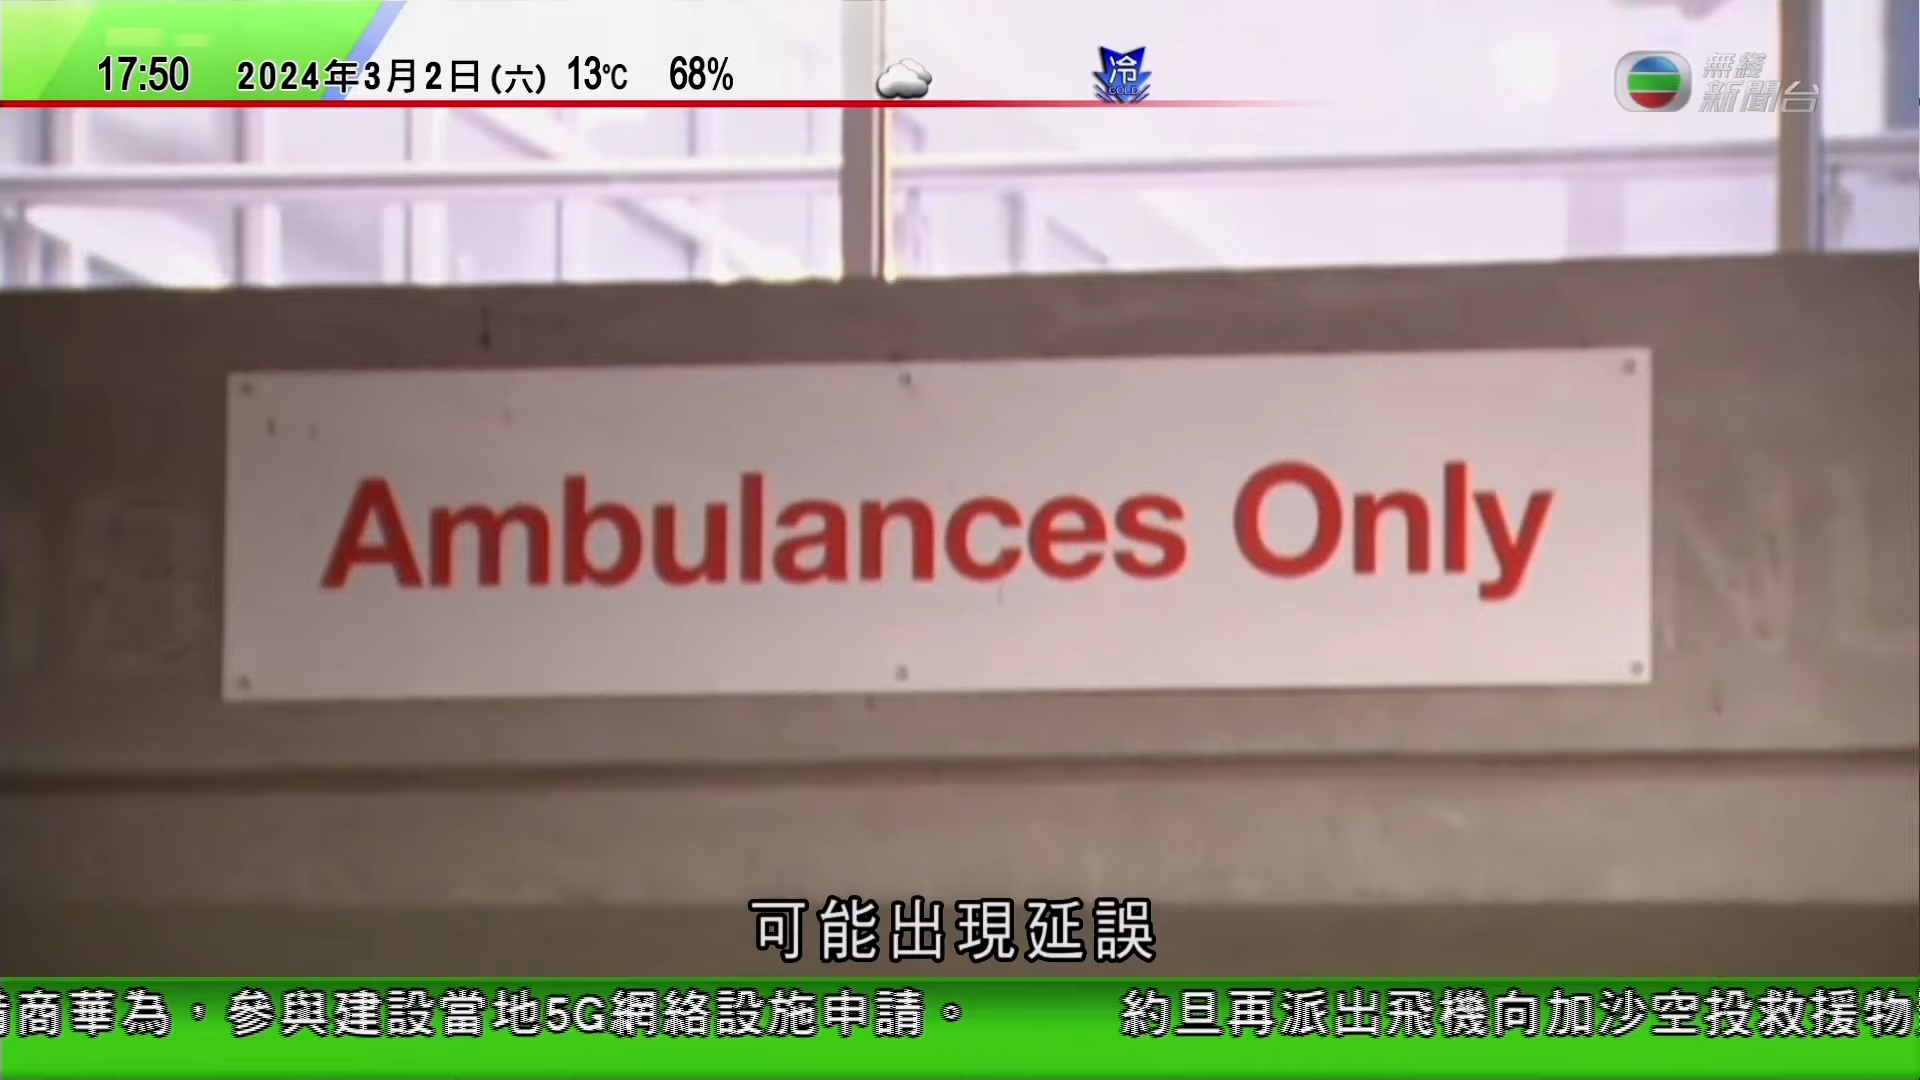 17:50 2024年3月2日(六) 13℃ 68%
冷
COLD
無綫
新聞台
Ambulances Only
可能出現延誤
商華為，參與建設當地5G網絡設施申請。 約旦再派出飛機向加沙空投救援物